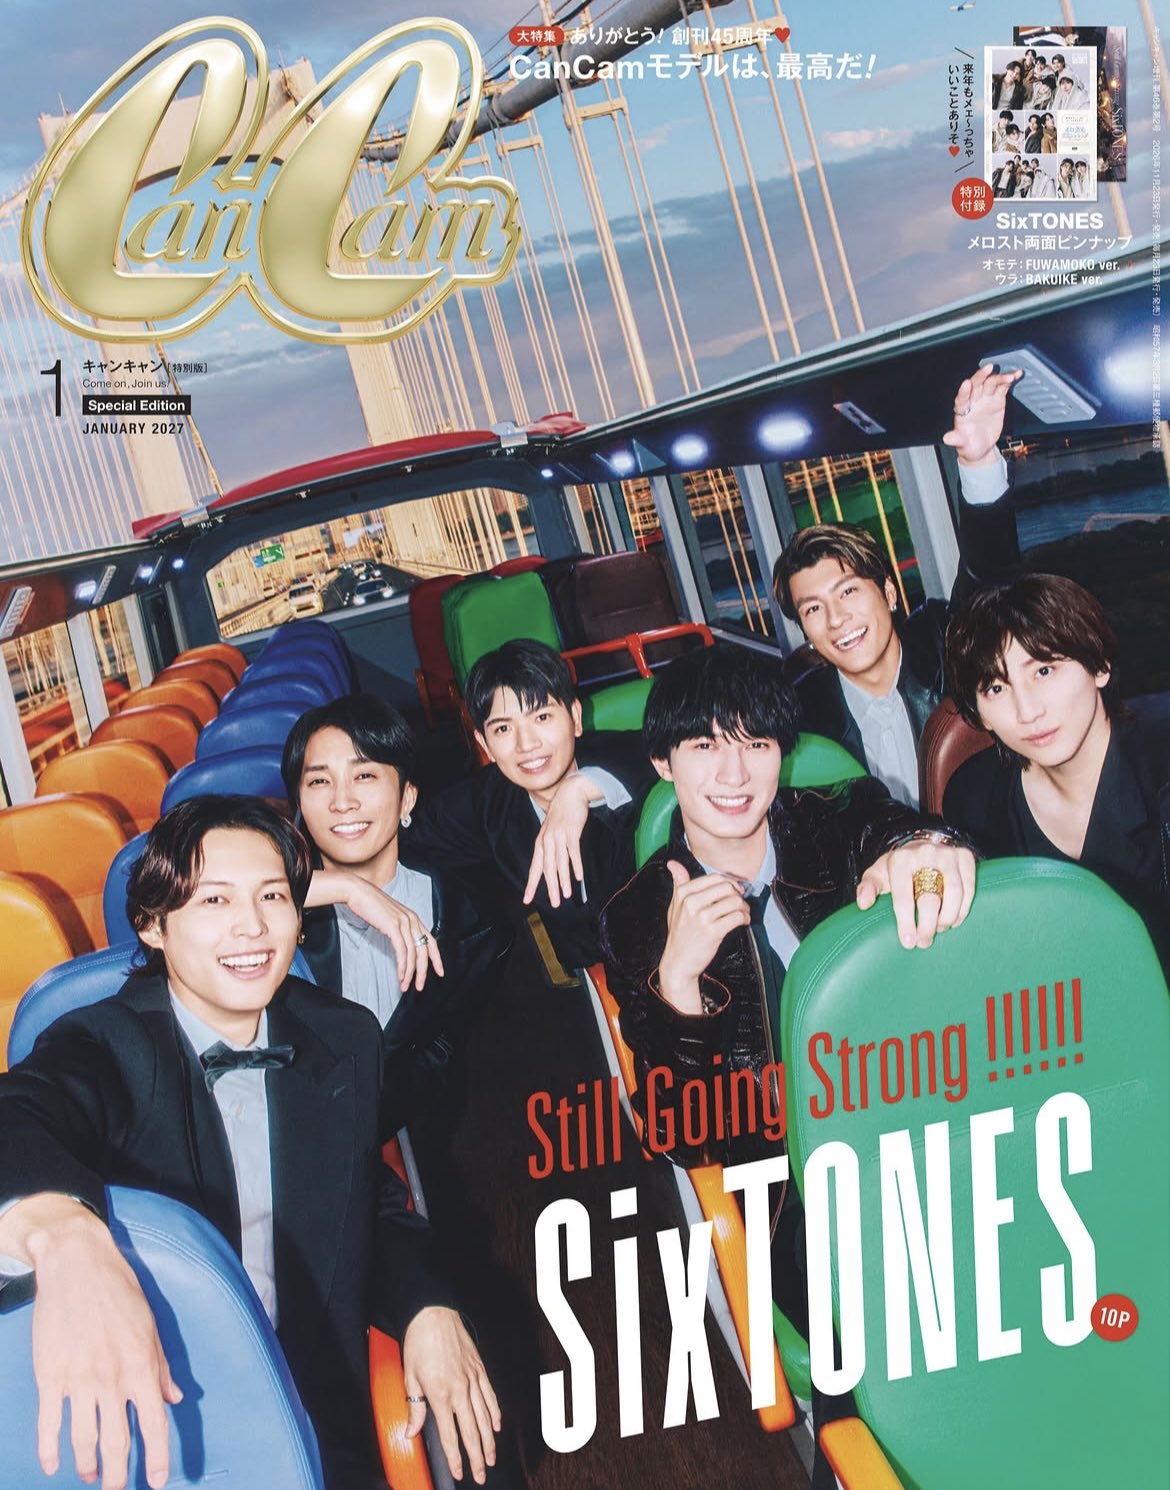 CanCam
大特集 ありがとう! 創刊45周年♥
CanCamモデルは、最高だ!
来年もメェ〜っちゃ
いいことありそ♥
特別
付録
SixTONES
メロスト両面ピンナップ
オモテ:FUWAMOKO ver.
ウラ:BAKUIKE ver.
1
キャンキャン [特別版]
Come on, Join us!
Special Edition
JANUARY 2027
Still Going Strong !!!!!!
SixTONES
10P